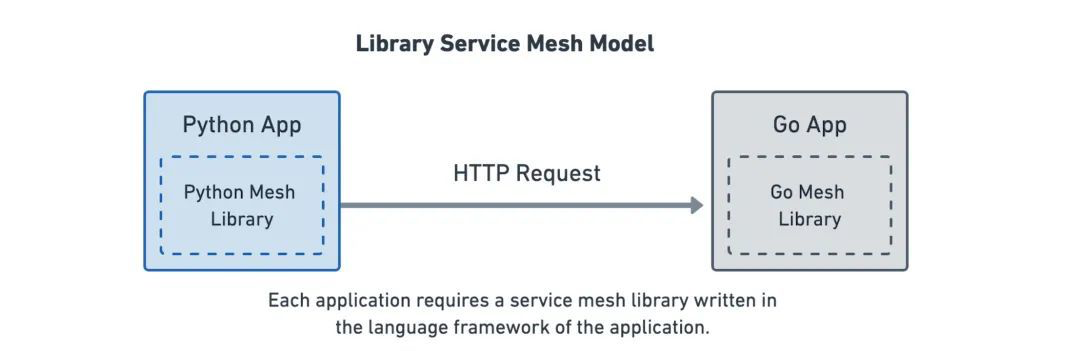 Library Service Mesh Model
Python App
Python Mesh
Library
HTTP Request
Go App
Go Mesh
Library
Each application requires a service mesh library written in
the language framework of the application.